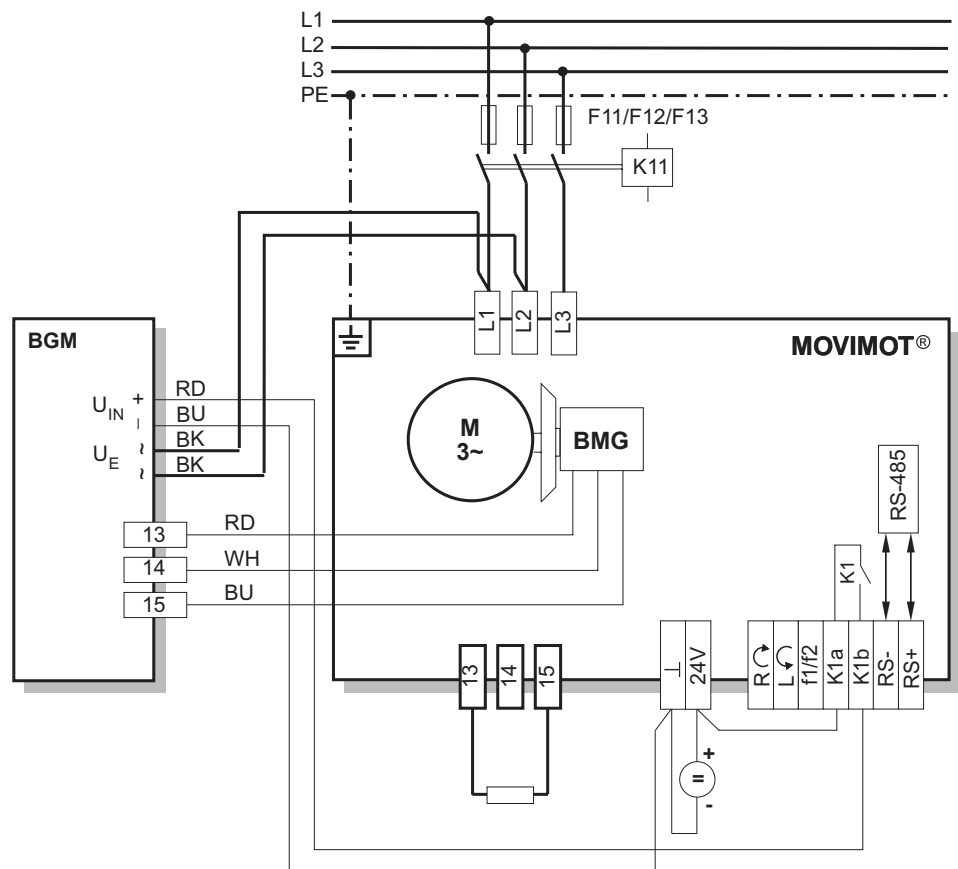 L1
L2
L3
PE
F11/F12/F13
K11
L1
L2
L3
BGM
MOVIMOT®
U_IN + RD
– BU
U_E ~ BK
~ BK
M
3~
BMG
RS-485
13 RD
14 WH
15 BU
K1
13
14
15
⊥
24V
R
L
f1/f2
K1a
K1b
RS-
RS+
+
=
-